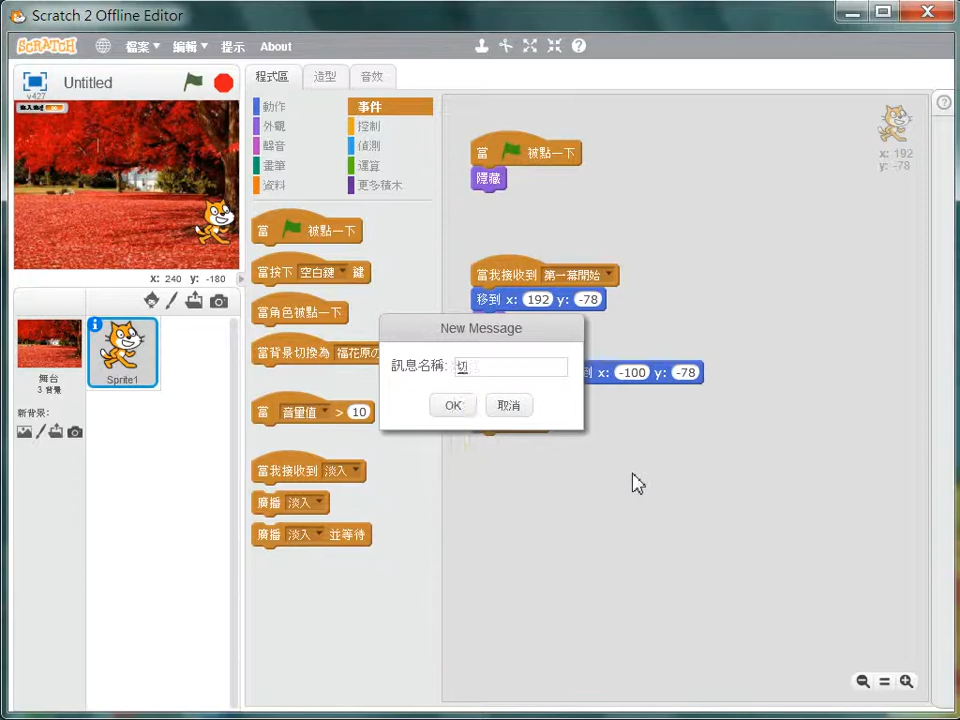 Scratch 2 Offline Editor
SCRATCH 檔案 編輯 提示 About
v427 Untitled
程式區 造型 音效
動作 事件
外觀 控制
聲音 偵測
畫筆 運算
資料 更多積木
當 被點一下
當按下 空白鍵 鍵
當角色被點一下
當背景切換為 福花原の
當 音量值 > 10
當我接收到 淡入
廣播 淡入
廣播 淡入 並等待
當 被點一下
隱藏
x: 192
y: -78
當我接收到 第一幕開始
移到 x: 192 y: -78
到 x: -100 y: -78
New Message
訊息名稱: 切
OK 取消
x: 240 y: -180
舞台
3 背景
新背景:
Sprite1